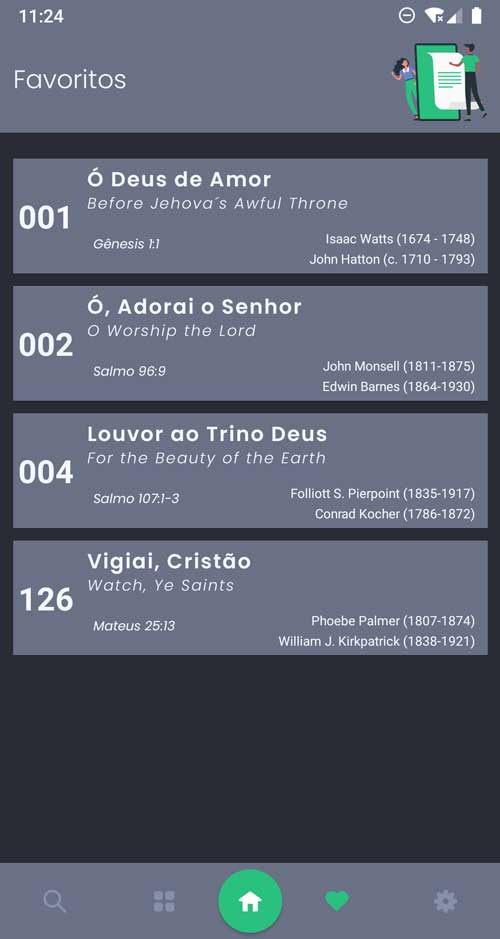 11:24
Favoritos
001
Ó Deus de Amor
Before Jehova´s Awful Throne
Gênesis 1:1
Isaac Watts (1674 - 1748)
John Hatton (c. 1710 - 1793)
002
Ó, Adorai o Senhor
O Worship the Lord
Salmo 96:9
John Monsell (1811-1875)
Edwin Barnes (1864-1930)
004
Louvor ao Trino Deus
For the Beauty of the Earth
Salmo 107:1-3
Folliott S. Pierpoint (1835-1917)
Conrad Kocher (1786-1872)
126
Vigiai, Cristão
Watch, Ye Saints
Mateus 25:13
Phoebe Palmer (1807-1874)
William J. Kirkpatrick (1838-1921)